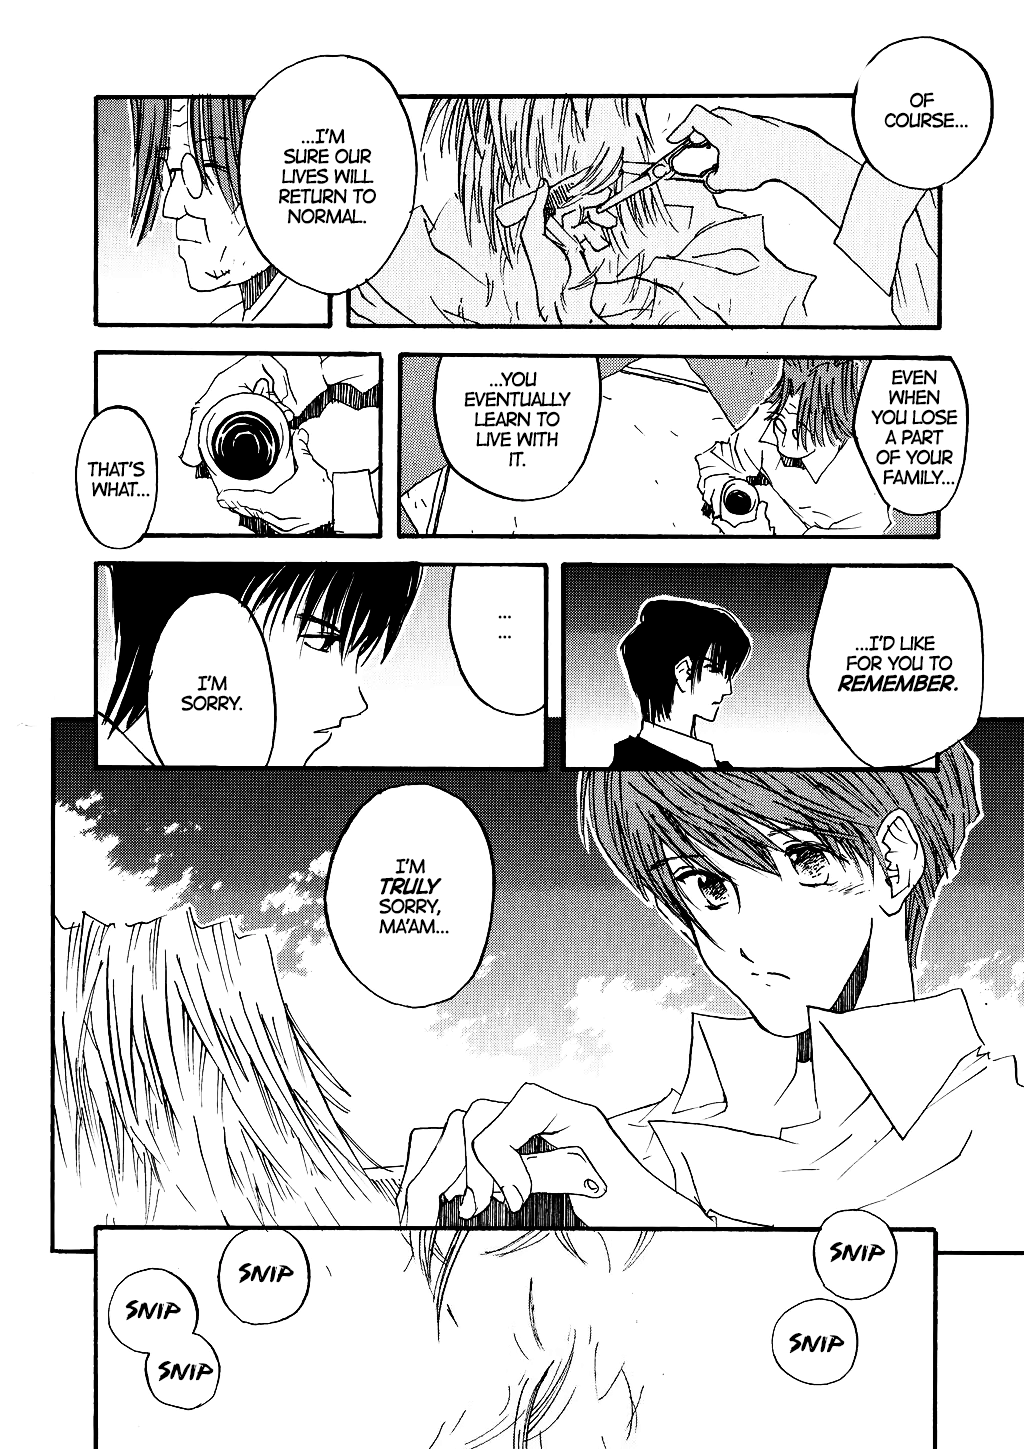 OF
COURSE...
...I'M
SURE OUR
LIVES WILL
RETURN TO
NORMAL.
EVEN
WHEN
YOU LOSE
A PART
OF YOUR
FAMILY...
...YOU
EVENTUALLY
LEARN TO
LIVE WITH
IT.
THAT'S
WHAT...
...I'D LIKE
FOR YOU TO
REMEMBER.
...
...
I'M
SORRY.
I'M
TRULY
SORRY,
MA'AM...
SNIP
SNIP
SNIP
SNIP
SNIP